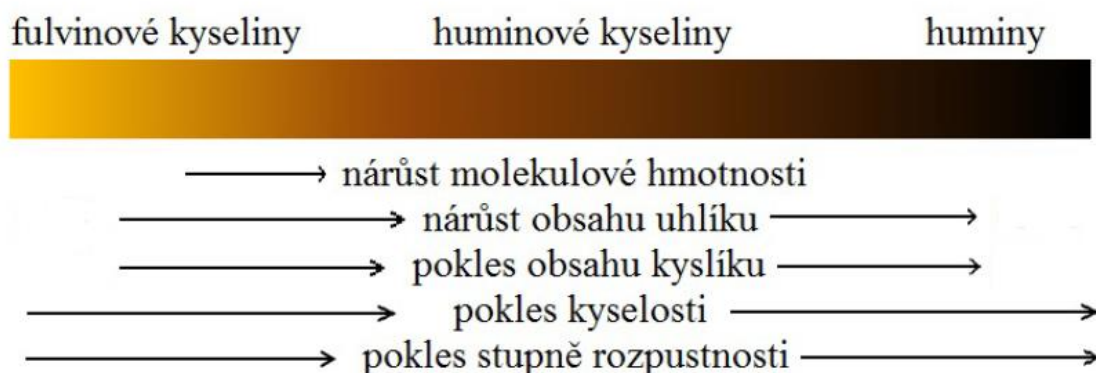 fulvinové kyseliny huminové kyseliny huminy
nárůst molekulové hmotnosti
nárůst obsahu uhlíku
pokles obsahu kyslíku
pokles kyselosti
pokles stupně rozpustnosti